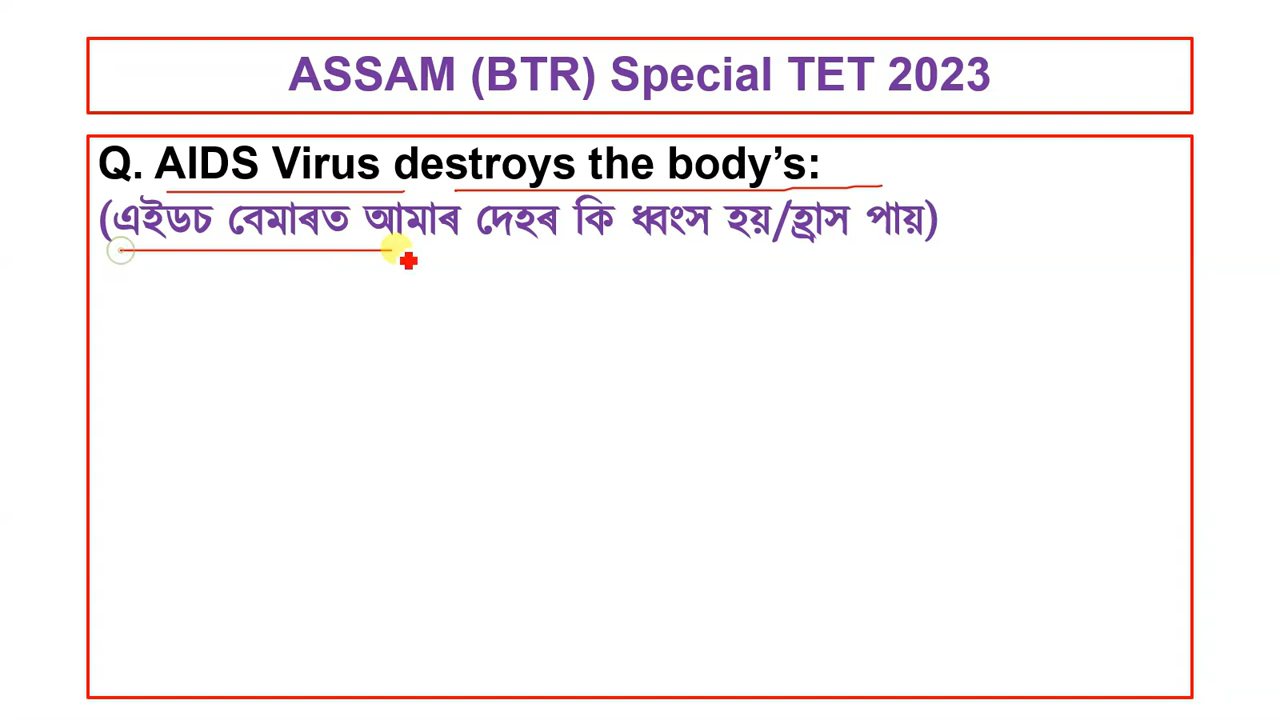 ASSAM (BTR) Special TET 2023
Q. AIDS Virus destroys the body’s:
(এইডচ বেমাৰত আমাৰ দেহৰ কি ধ্বংস হয়/হ্ৰাস পায়)